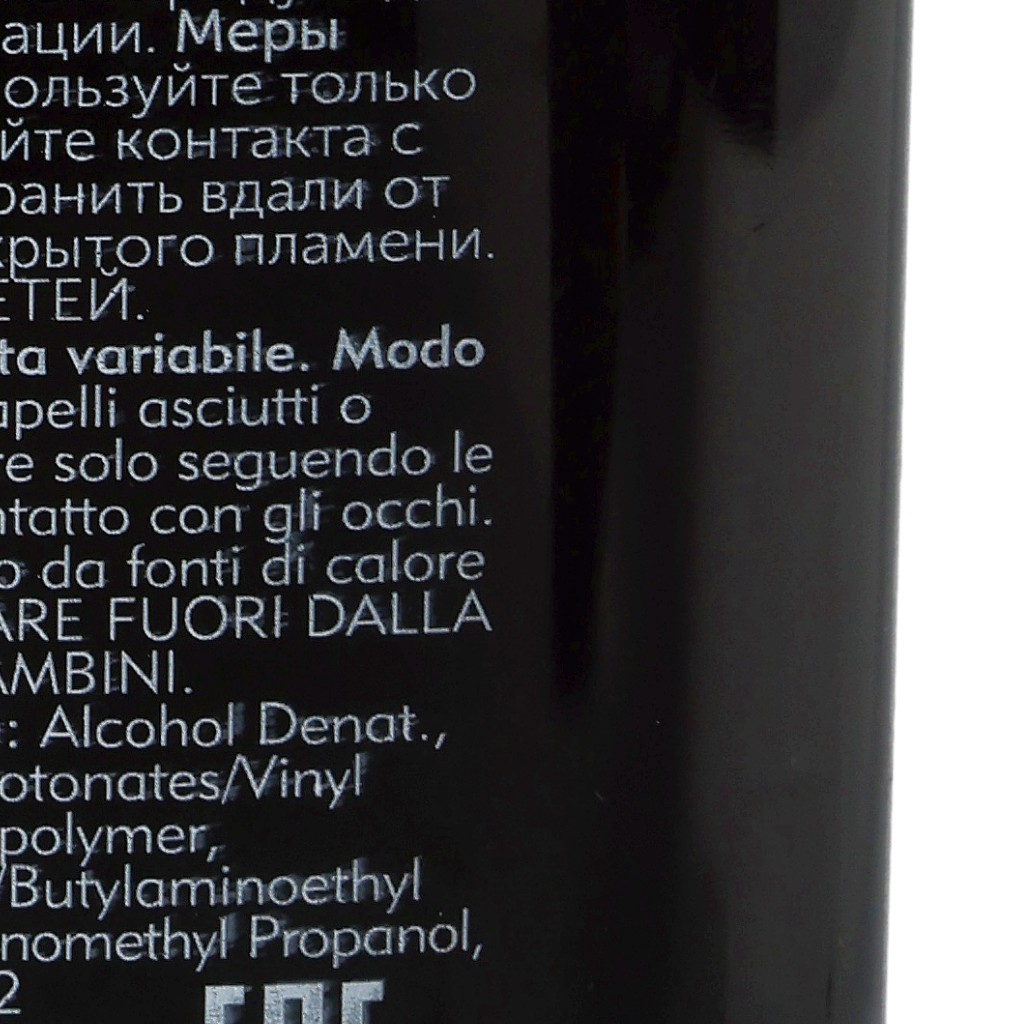 ации. Меры
ользуйте только
йте контакта с
ранить вдали от
крытого пламени.
ЕТЕЙ.
ta variabile. Modo
apelli asciutti o
re solo seguendo le
ntatto con gli occhi.
o da fonti di calore
ARE FUORI DALLA
AMBINI.
: Alcohol Denat.,
otonates/Vinyl
polymer,
/Butylaminoethyl
nomethyl Propanol,
2